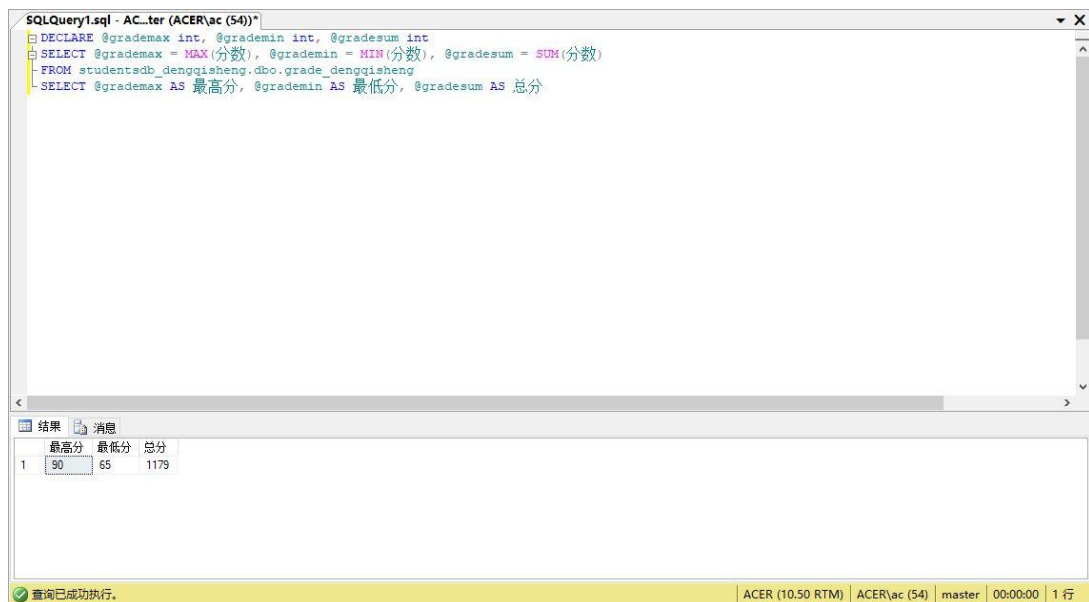 SQLQuery1.sql - AC...ter (ACER\ac (54))*
DECLARE @grademax int, @grademin int, @gradesum int
SELECT @grademax = MAX(分数), @grademin = MIN(分数), @gradesum = SUM(分数)
FROM studentsdb_dengqisheng.dbo.grade_dengqisheng
SELECT @grademax AS 最高分, @grademin AS 最低分, @gradesum AS 总分
结果 消息
最高分 最低分 总分
1 90 65 1179
查询已成功执行。 ACER (10.50 RTM) ACER\ac (54) master 00:00:00 1 行